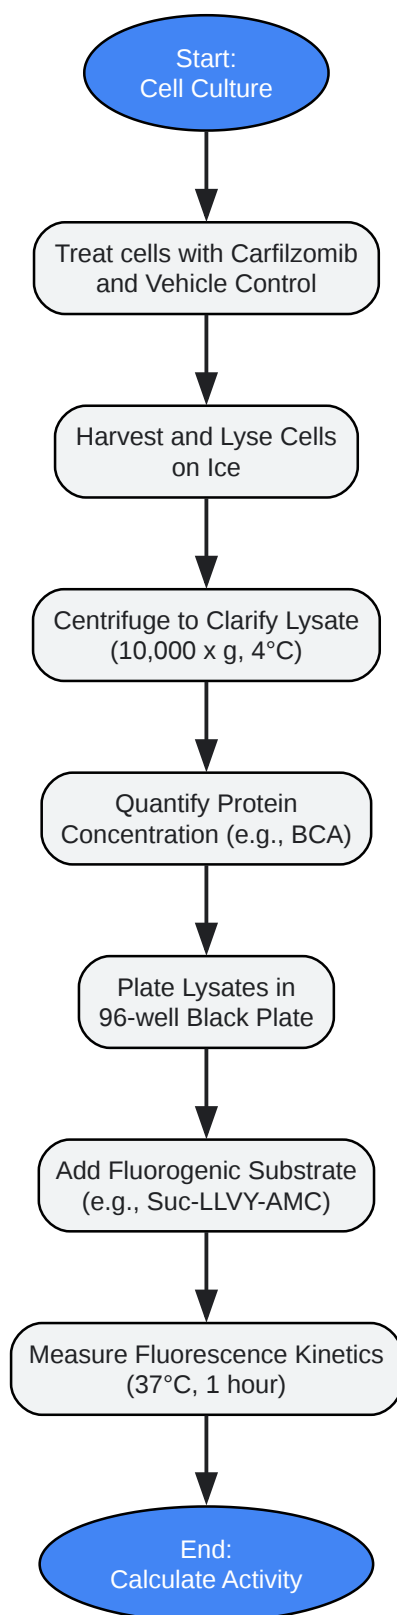 Start:
Cell Culture
Treat cells with Carfilzomib
and Vehicle Control
Harvest and Lyse Cells
on Ice
Centrifuge to Clarify Lysate
(10,000 x g, 4°C)
Quantify Protein
Concentration (e.g., BCA)
Plate Lysates in
96-well Black Plate
Add Fluorogenic Substrate
(e.g., Suc-LLVY-AMC)
Measure Fluorescence Kinetics
(37°C, 1 hour)
End:
Calculate Activity